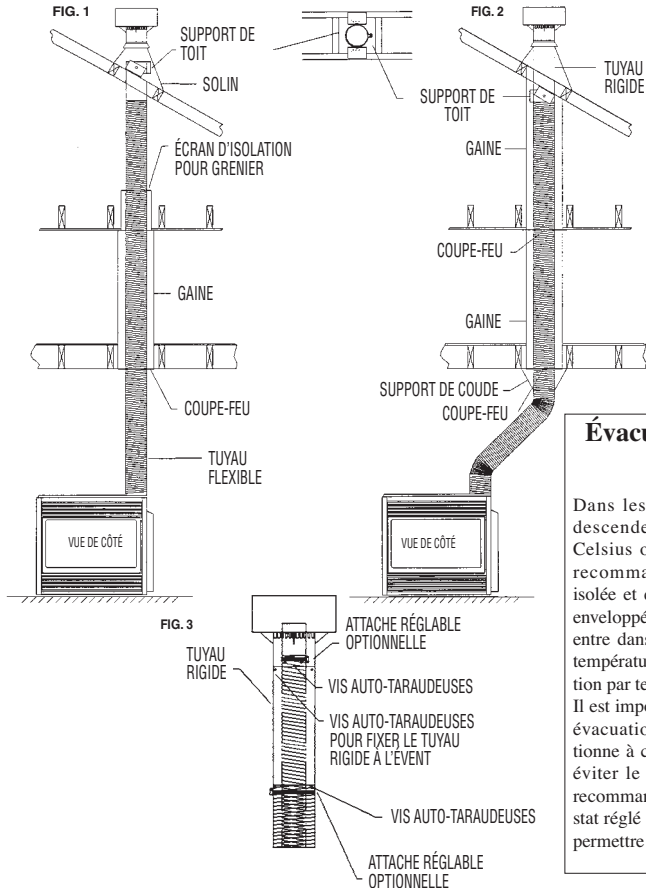 FIG. 1
SUPPORT DE
TOIT
SOLIN
ÉCRAN D'ISOLATION
POUR GRENIER
GAINE
COUPE-FEU
TUYAU
FLEXIBLE
VUE DE CÔTÉ
FIG. 2
TUYAU
RIGIDE
SUPPORT DE
TOIT
GAINE
COUPE-FEU
GAINE
SUPPORT DE COUDE
COUPE-FEU
VUE DE CÔTÉ
FIG. 3
TUYAU
RIGIDE
ATTACHE RÉGLABLE
OPTIONNELLE
VIS AUTO-TARAUDEUSES
VIS AUTO-TARAUDEUSES
POUR FIXER LE TUYAU
RIGIDE À L'ÉVENT
VIS AUTO-TARAUDEUSES
ATTACHE RÉGLABLE
OPTIONNELLE
Évacu
Dans les
descende
Celsius o
recomma
isolée et
enveloppé
entre dans
températu
tion par te
Il est impo
évacuatio
tionne à c
éviter le
recomman
stat réglé
permettre